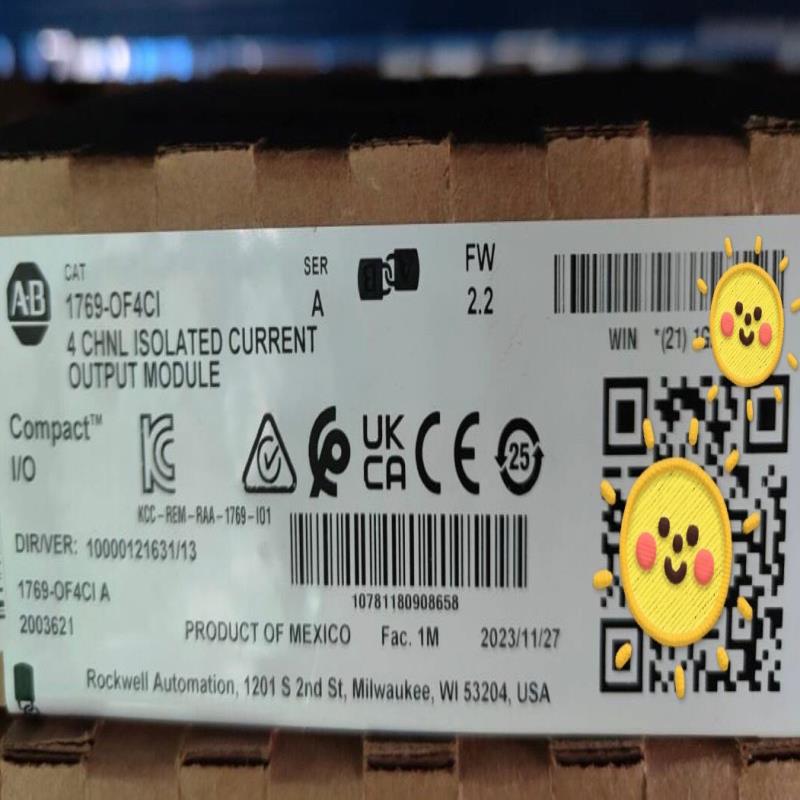 AB
CAT
1769-OF4CI
4 CHNL ISOLATED CURRENT
OUTPUT MODULE
SER
A
FW
2.2
WIN *(21)
Compact™
I/O
KC
UK
CA
CE
25
KCC-REM-RAA-1769-I01
DIR/VER: 10000121631/13
1769-OF4CI A
2003621
10781180908658
PRODUCT OF MEXICO Fac. 1M 2023/11/27
Rockwell Automation, 1201 S 2nd St, Milwaukee, WI 53204, USA